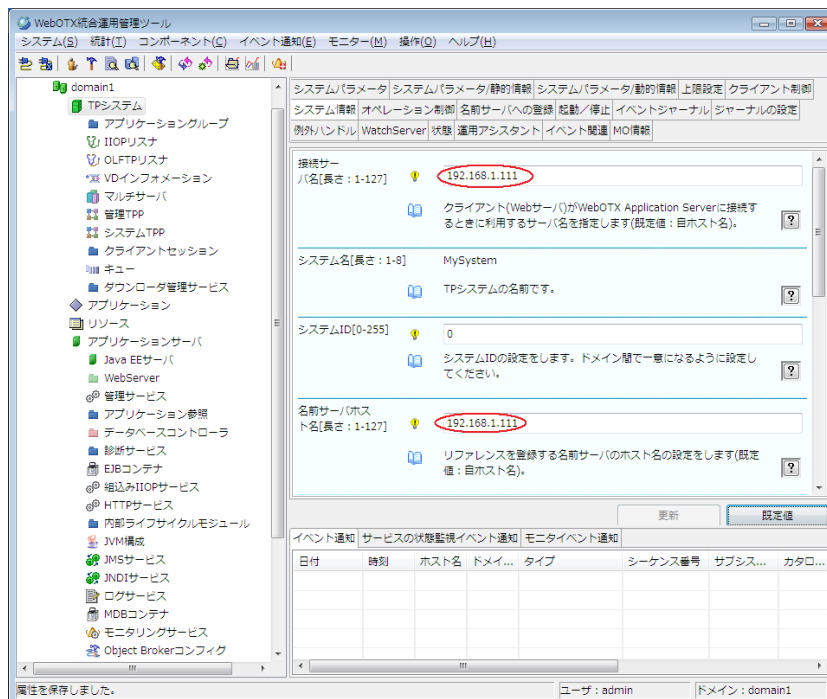 WebOTX統合運用管理ツール
システム(S) 統計(T) コンポーネント(C) イベント通知(E) モニター(M) 操作(O) ヘルプ(H)
domain1
TPシステム
アプリケーショングループ
IIOPリスナ
OLFTPリスナ
VDインフォメーション
マルチサーバ
管理TPP
システムTPP
クライアントセッション
キュー
ダウンローダ管理サービス
アプリケーション
リソース
アプリケーションサーバ
Java EEサーバ
WebServer
管理サービス
アプリケーション参照
データベースコントローラ
診断サービス
EJBコンテナ
組込みIIOPサービス
HTTPサービス
内部ライフサイクルモジュール
JVM構成
JMSサービス
JNDIサービス
ログサービス
MDBコンテナ
モニタリングサービス
Object Brokerコンフィグ
システムパラメータ システムパラメータ/静的情報 システムパラメータ/動的情報 上限設定 クライアント制御
システム情報 オペレーション制御 名前サーバへの登録 起動/停止 イベントジャーナル ジャーナルの設定
例外ハンドル WatchServer 状態 運用アシスタント イベント関連 MO情報
接続サー
バ名[長さ:1-127]
192.168.1.111
クライアント(Webサーバ)がWebOTX Application Serverに接続す
るときに利用するサーバ名を指定します(既定値:自ホスト名)。
?
システム名[長さ:1-8]
MySystem
TPシステムの名前です。
?
システムID[0-255]
0
システムIDの設定をします。ドメイン間で一意になるように設定し
てください。
?
名前サーバホス
ト名[長さ:1-127]
192.168.1.111
リファレンスを登録する名前サーバのホスト名の設定をします(既定
値:自ホスト名)。
?
更新 既定値
イベント通知 サービスの状態監視イベント通知 モニタイベント通知
日付 時刻 ホスト名 ドメイ... タイプ シーケンス番号 サブシス... カタロ...
属性を保存しました。 ユーザ:admin ドメイン:domain1